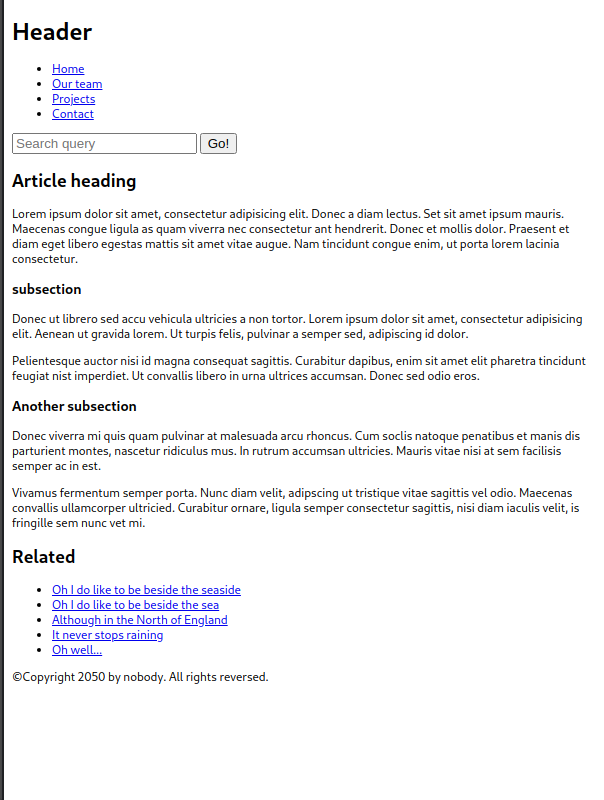 Header
Home
Our team
Projects
Contact
Search query Go!
Article heading
Lorem ipsum dolor sit amet, consectetur adipisicing elit. Donec a diam lectus. Set sit amet ipsum mauris.
Maecenas congue ligula as quam viverra nec consectetur ant hendrerit. Donec et mollis dolor. Praesent et
diam eget libero egestas mattis sit amet vitae augue. Nam tincidunt congue enim, ut porta lorem lacinia
consectetur.
subsection
Donec ut librero sed accu vehicula ultricies a non tortor. Lorem ipsum dolor sit amet, consectetur adipisicing
elit. Aenean ut gravida lorem. Ut turpis felis, pulvinar a semper sed, adipiscing id dolor.
Pelientesque auctor nisi id magna consequat sagittis. Curabitur dapibus, enim sit amet elit pharetra tincidunt
feugiat nist imperdiet. Ut convallis libero in urna ultrices accumsan. Donec sed odio eros.
Another subsection
Donec viverra mi quis quam pulvinar at malesuada arcu rhoncus. Cum soclis natoque penatibus et manis dis
parturient montes, nascetur ridiculus mus. In rutrum accumsan ultricies. Mauris vitae nisi at sem facilisis
semper ac in est.
Vivamus fermentum semper porta. Nunc diam velit, adipscing ut tristique vitae sagittis vel odio. Maecenas
convallis ullamcorper ultricied. Curabitur ornare, ligula semper consectetur sagittis, nisi diam iaculis velit, is
fringille sem nunc vet mi.
Related
Oh I do like to be beside the seaside
Oh I do like to be beside the sea
Although in the North of England
It never stops raining
Oh well...
©Copyright 2050 by nobody. All rights reversed.